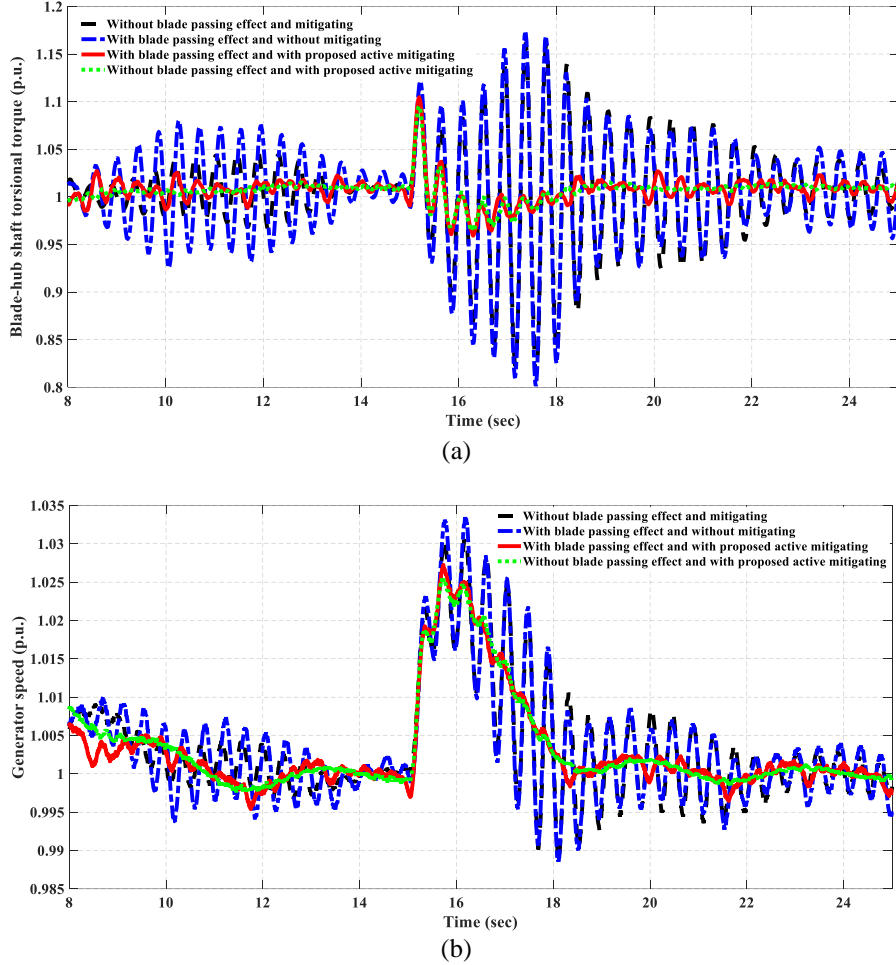 Without blade passing effect and mitigating
With blade passing effect and without mitigating
With blade passing effect and with proposed active mitigating
Without blade passing effect and with proposed active mitigating
Blade-hub shaft torsional torque (p.u.)
1.2
1.15
1.1
1.05
1
0.95
0.9
0.85
0.8
8 10 12 14 16 18 20 22 24
Time (sec)
(a)
Without blade passing effect and mitigating
With blade passing effect and without mitigating
With blade passing effect and with proposed active mitigating
Without blade passing effect and with proposed active mitigating
Generator speed (p.u.)
1.035
1.03
1.025
1.02
1.015
1.01
1.005
1
0.995
0.99
0.985
8 10 12 14 16 18 20 22 24
Time (sec)
(b)